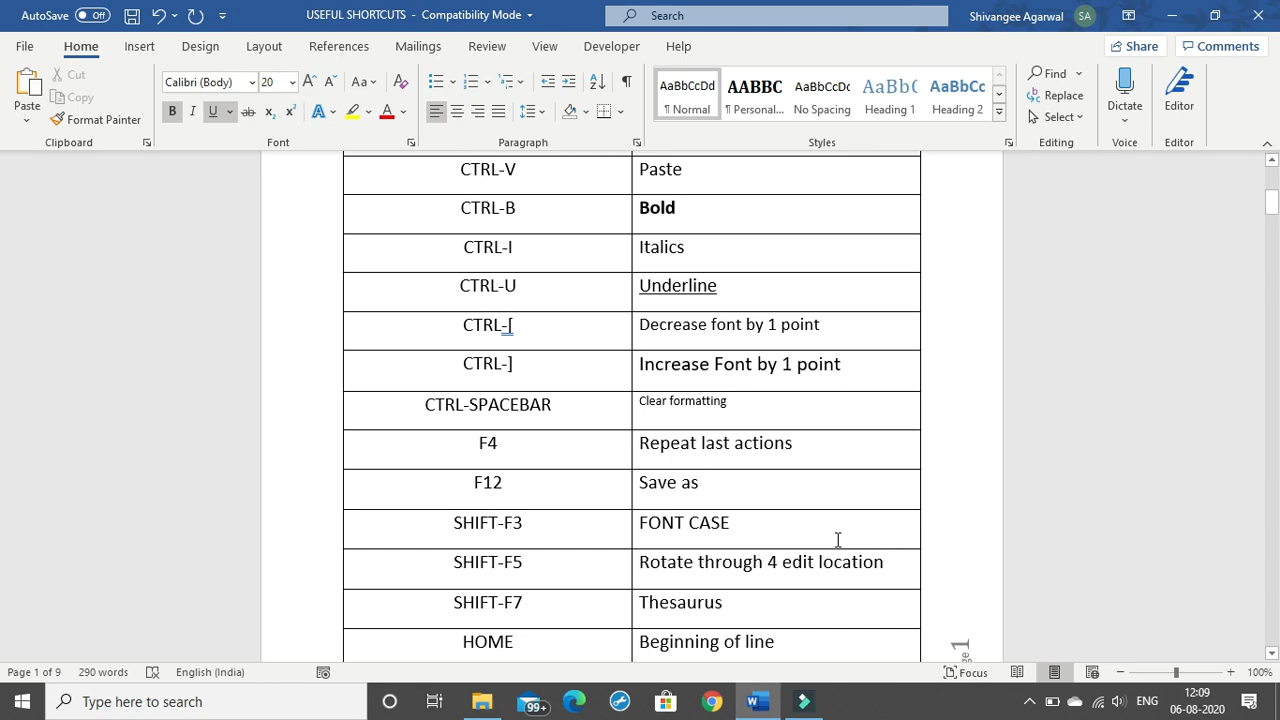 AutoSave Off USEFUL SHORTCUTS - Compatibility Mode Search Shivangee Agarwal SA
File Home Insert Design Layout References Mailings Review View Developer Help Share Comments
Paste
Cut
Copy
Format Painter
Clipboard
Calibri (Body) 20
Font
Paragraph
AaBbCcDd AABBC AaBbCcDc AaBbC AaBbCc
¶ Normal ¶ Personal... No Spacing Heading 1 Heading 2
Styles
Find
Replace
Select
Editing
Dictate
Voice
Editor
Editor
CTRL-V Paste
CTRL-B Bold
CTRL-I Italics
CTRL-U Underline
CTRL-[ Decrease font by 1 point
CTRL-] Increase Font by 1 point
CTRL-SPACEBAR Clear formatting
F4 Repeat last actions
F12 Save as
SHIFT-F3 FONT CASE
SHIFT-F5 Rotate through 4 edit location
SHIFT-F7 Thesaurus
HOME Beginning of line
1
Page 1 of 9 290 words English (India) Focus 100%
Type here to search 99+ ENG 12:09
06-08-2020